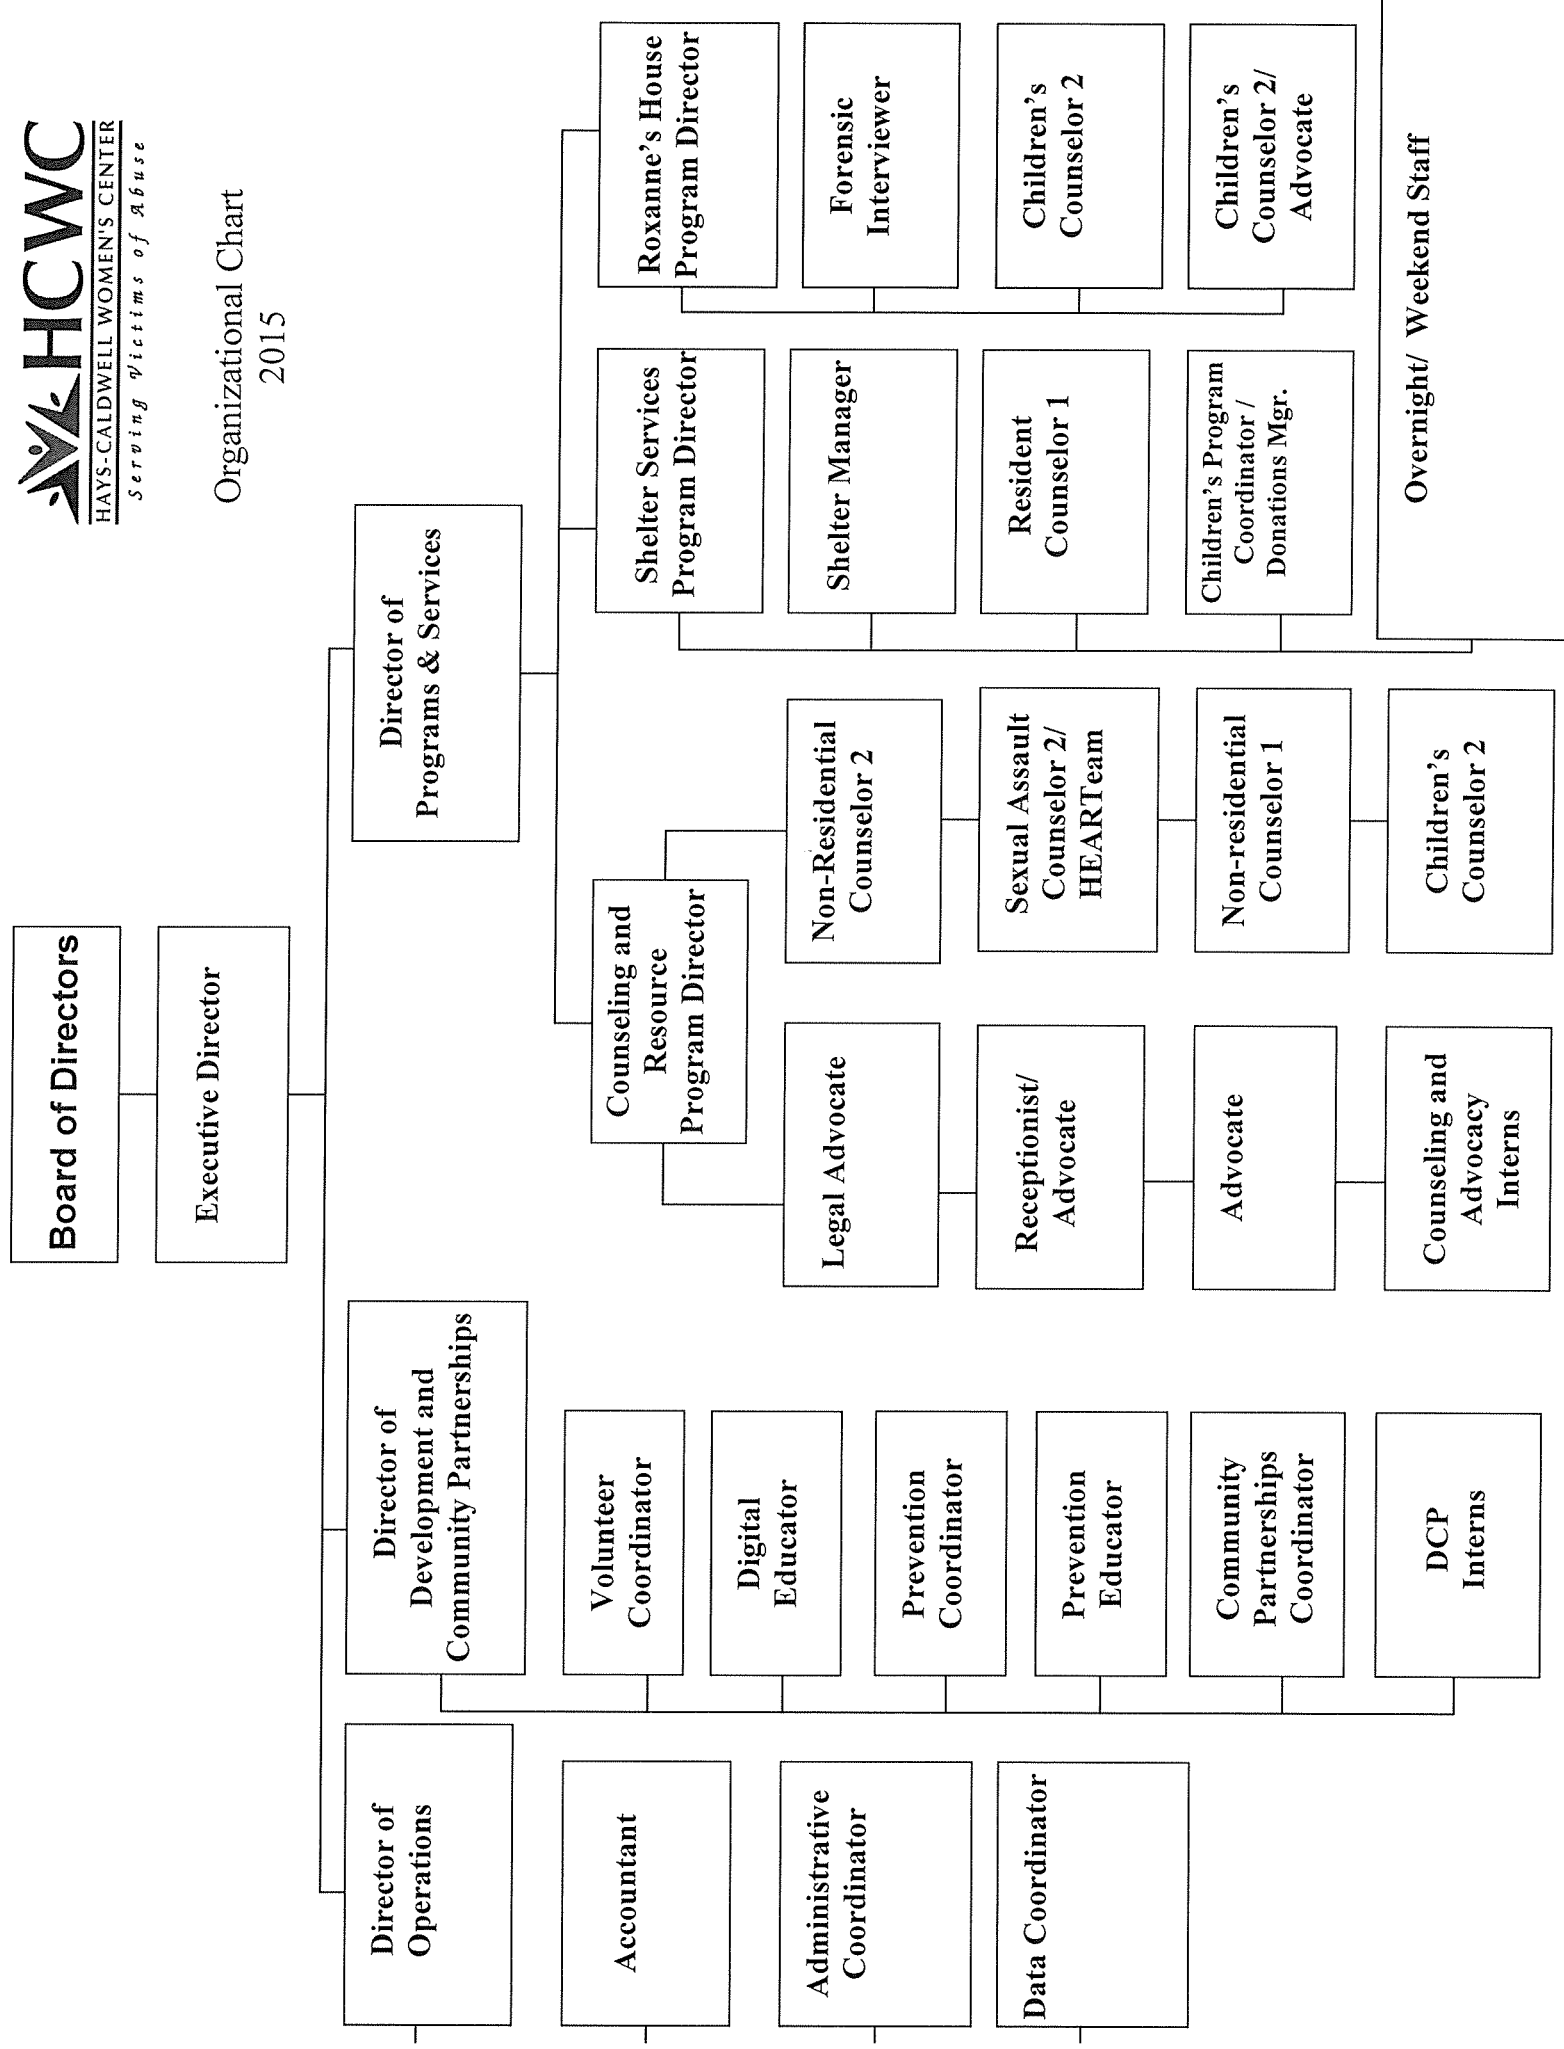 HCWC
HAYS-CALDWELL WOMEN'S CENTER
Serving Victims of Abuse
Organizational Chart
2015
Board of Directors
Executive Director
Director of
Operations
Accountant
Administrative
Coordinator
Data Coordinator
Director of
Development and
Community Partnerships
Volunteer
Coordinator
Digital
Educator
Prevention
Coordinator
Prevention
Educator
Community
Partnerships
Coordinator
DCP
Interns
Director of
Programs & Services
Counseling and
Resource
Program Director
Legal Advocate
Receptionist/
Advocate
Advocate
Counseling and
Advocacy
Interns
Non-Residential
Counselor 2
Sexual Assault
Counselor 2/
HEARTeam
Non-residential
Counselor 1
Children's
Counselor 2
Shelter Services
Program Director
Shelter Manager
Resident
Counselor 1
Children's Program
Coordinator /
Donations Mgr.
Overnight/ Weekend Staff
Roxanne's House
Program Director
Forensic
Interviewer
Children's
Counselor 2
Children's
Counselor 2/
Advocate